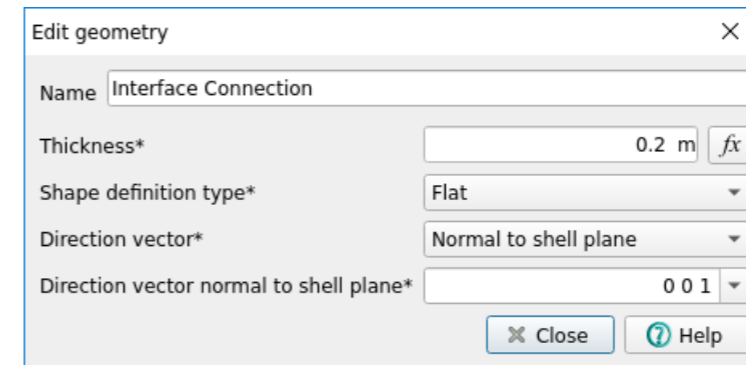 Edit geometry
Name Interface Connection
Thickness* 0.2 m fx
Shape definition type* Flat
Direction vector* Normal to shell plane
Direction vector normal to shell plane* 0 0 1
Close Help